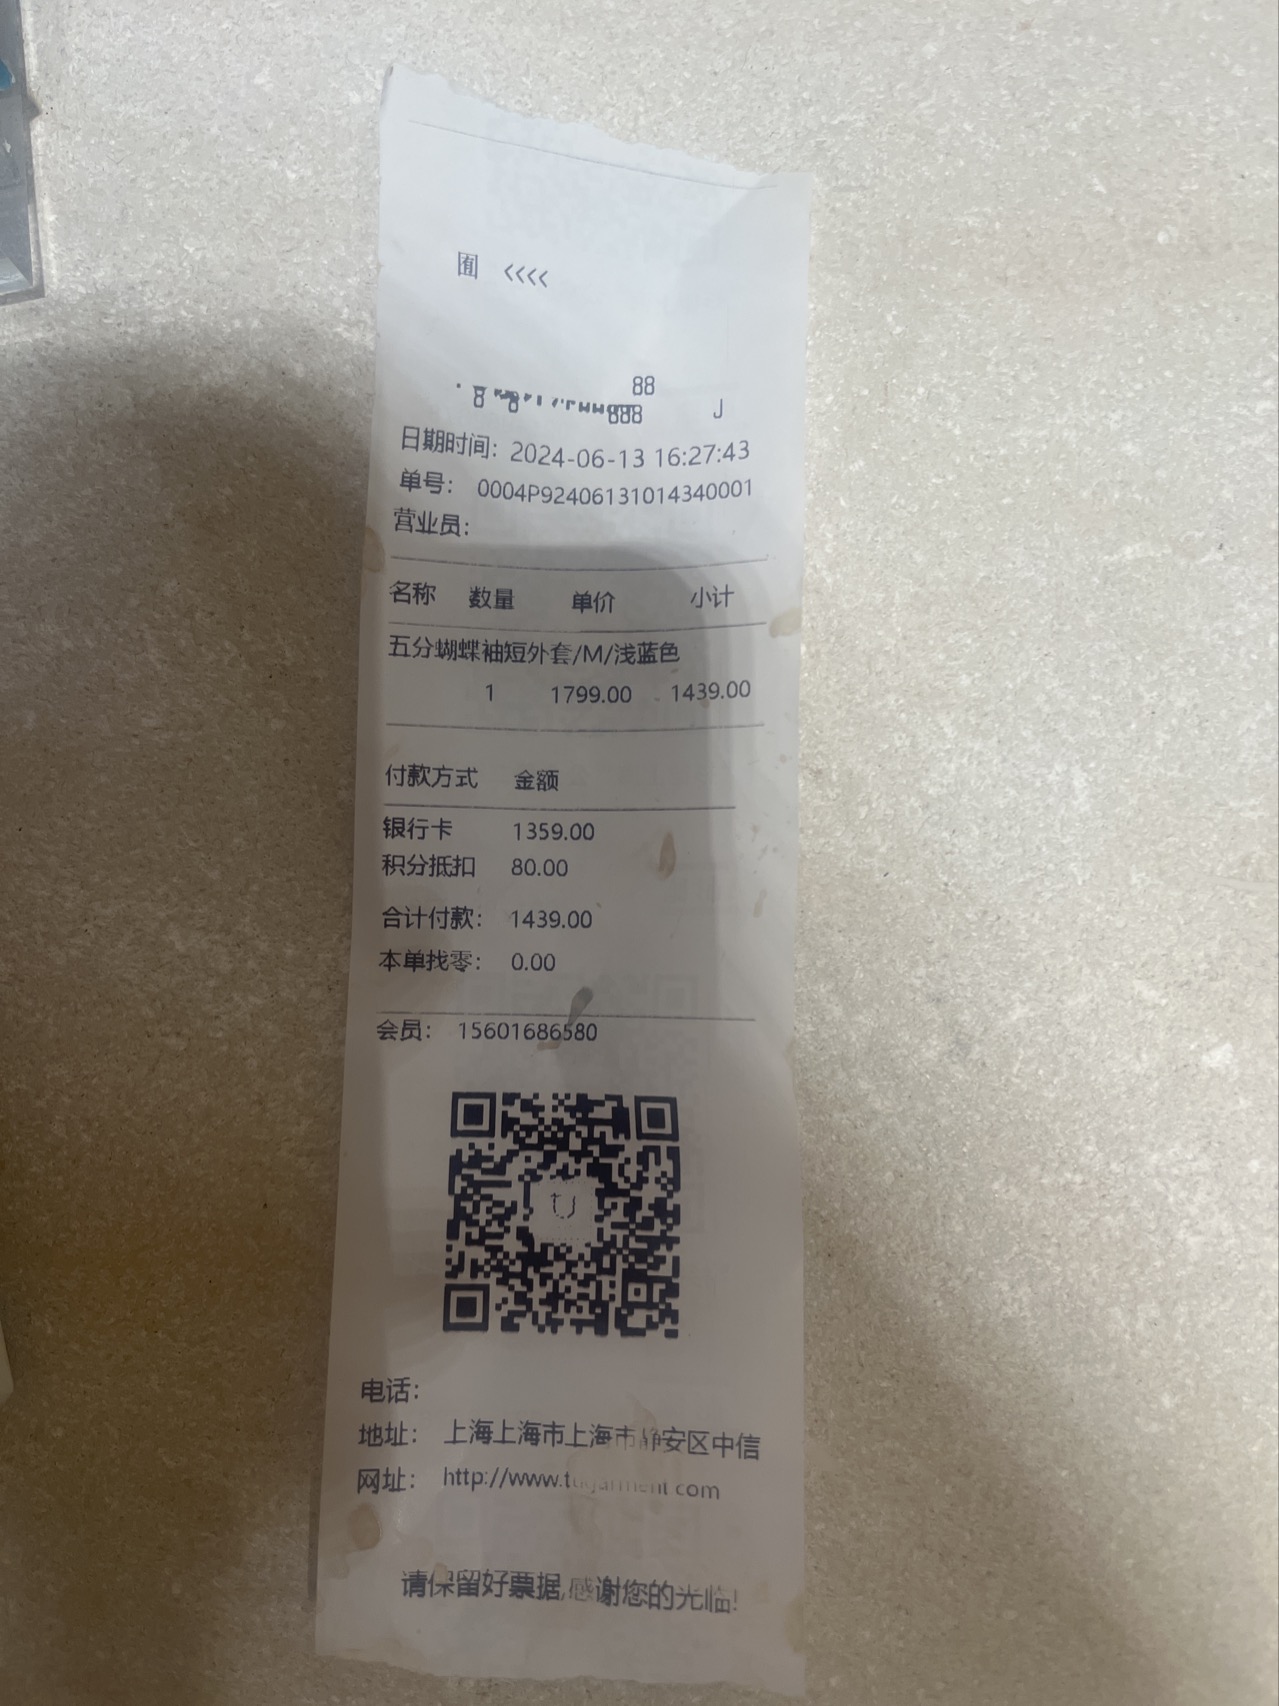 囿 <<<<
88
888 J
日期时间: 2024-06-13 16:27:43
单号: 0004P92406131014340001
营业员:
名称 数量 单价 小计
五分蝴蝶袖短外套/M/浅蓝色
1 1799.00 1439.00
付款方式 金额
银行卡 1359.00
积分抵扣 80.00
合计付款: 1439.00
本单找零: 0.00
会员: 15601686580
电话:
地址: 上海上海市上海市静安区中信
网址:
请保留好票据,感谢您的光临!